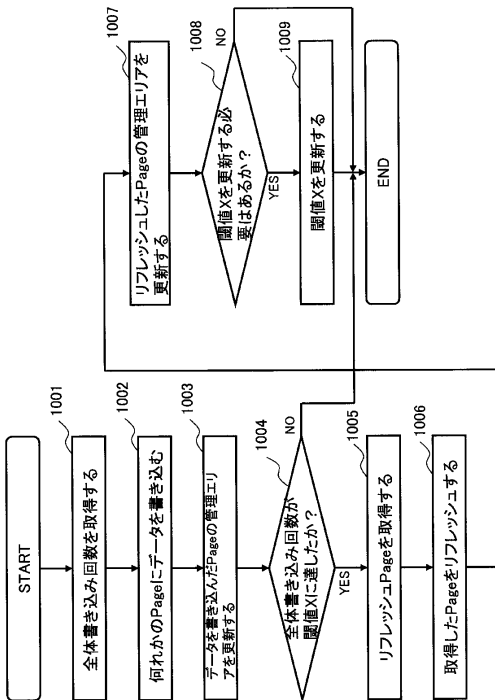 START
1001
全体書き込み回数を取得する
1002
何れかのPageにデータを書き込む
1003
データを書き込んだPageの管理エリ
アを更新する
1004
全体書き込み回数が
閾値Xに達したか？
NO
YES
1005
リフレッシュPageを取得する
1006
取得したPageをリフレッシュする
1007
リフレッシュしたPageの管理エリアを
更新する
1008
閾値Xを更新する必
要はあるか？
NO
YES
1009
閾値Xを更新する
END